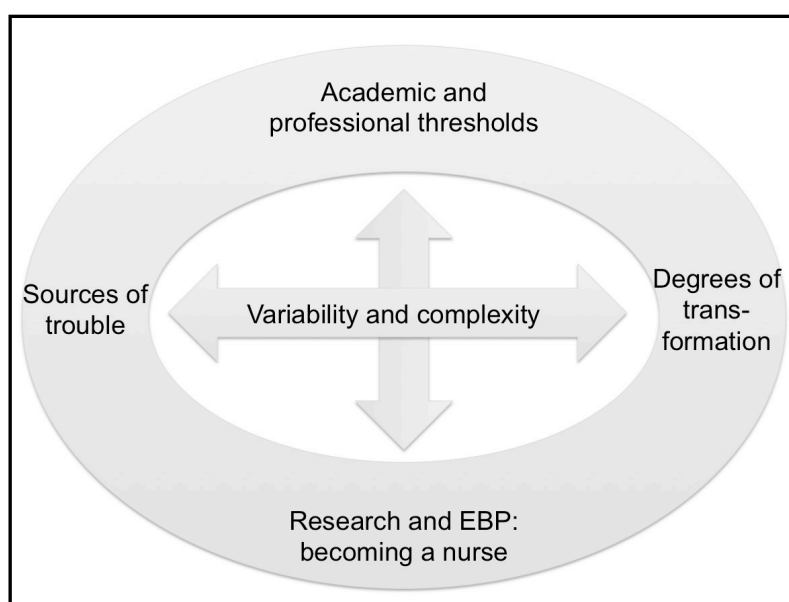 Academic and
professional thresholds
Sources of
trouble
Variability and complexity
Degrees of
trans-
formation
Research and EBP:
becoming a nurse